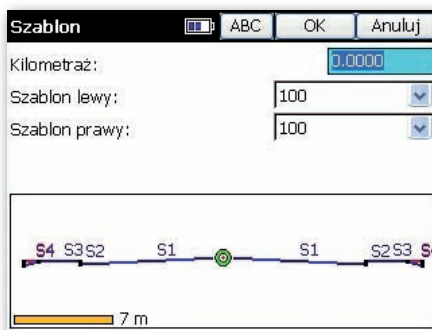 Szablon ABC OK Anuluj
Kilometraż: 0.0000
Szablon lewy: 100
Szablon prawy: 100
S4 S3 S2 S1 S1 S2 S3 S
7 m